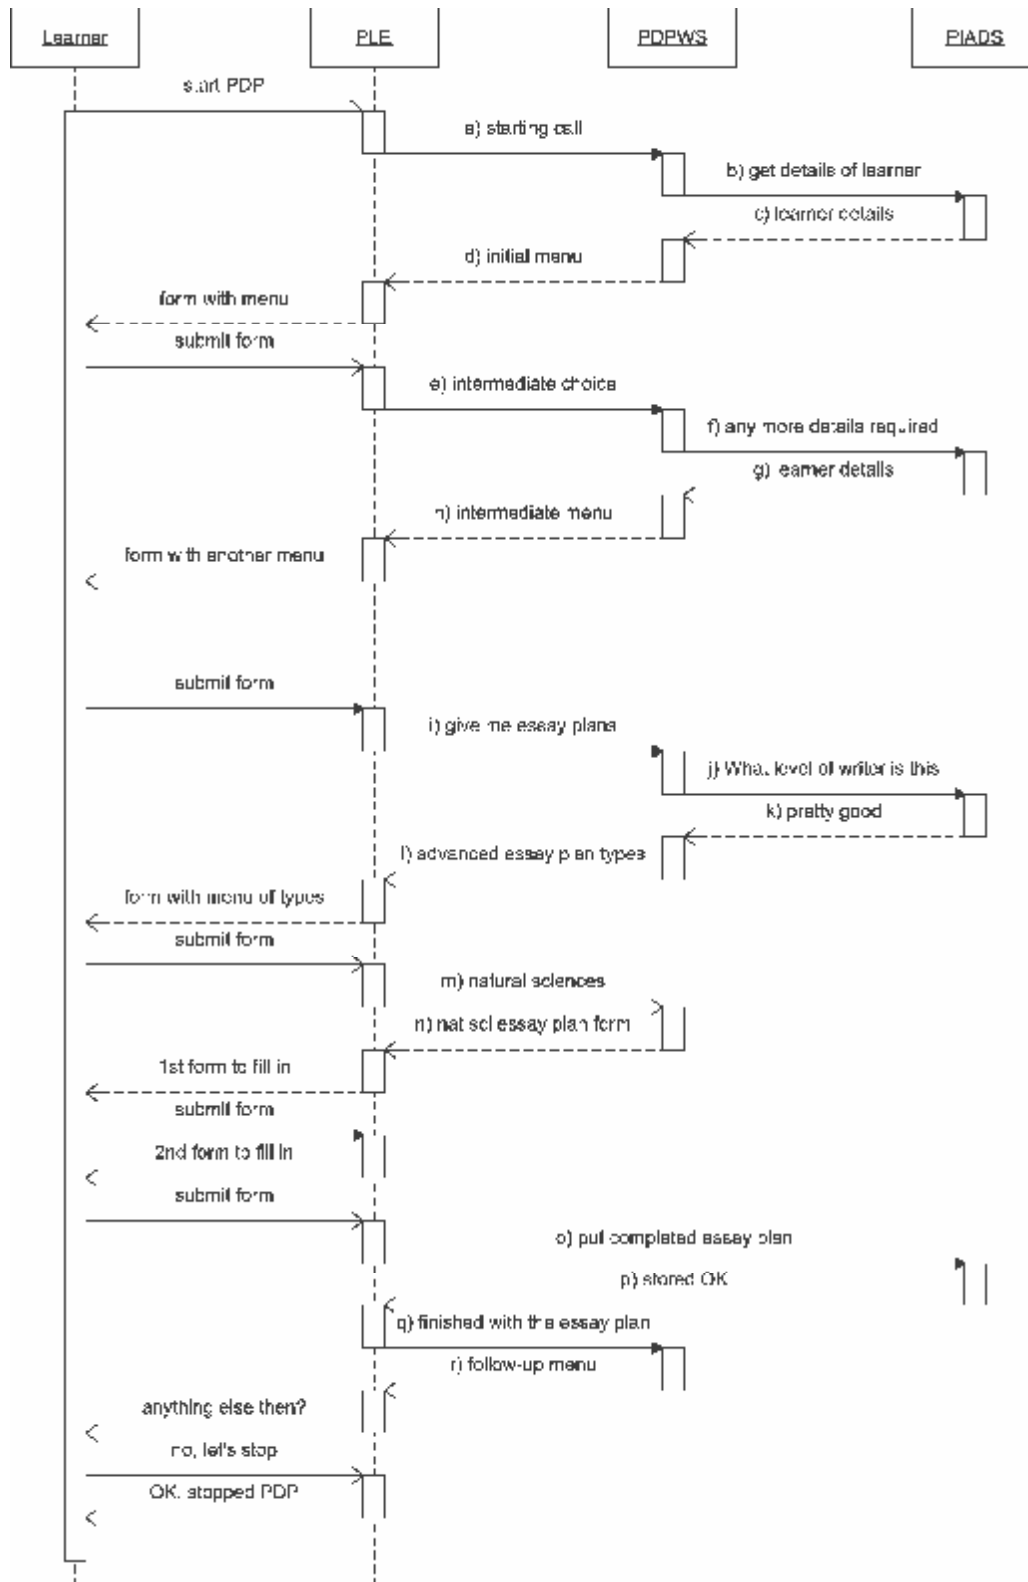 Learner PLE PDPWS PIADS
start PDP
a) starting call
b) get details of learner
c) learner details
d) initial menu
form with menu
submit form
e) intermediate choice
f) any more details required
g) learner details
h) intermediate menu
form with another menu
submit form
i) give me essay plans
j) What level of writer is this
k) pretty good
l) advanced essay plan types
form with menu of types
submit form
m) natural sciences
n) nat sci essay plan form
1st form to fill in
submit form
2nd form to fill in
submit form
o) put completed essay plan
p) stored OK
q) finished with the essay plan
r) follow-up menu
anything else then?
no, let's stop
OK, stopped PDP